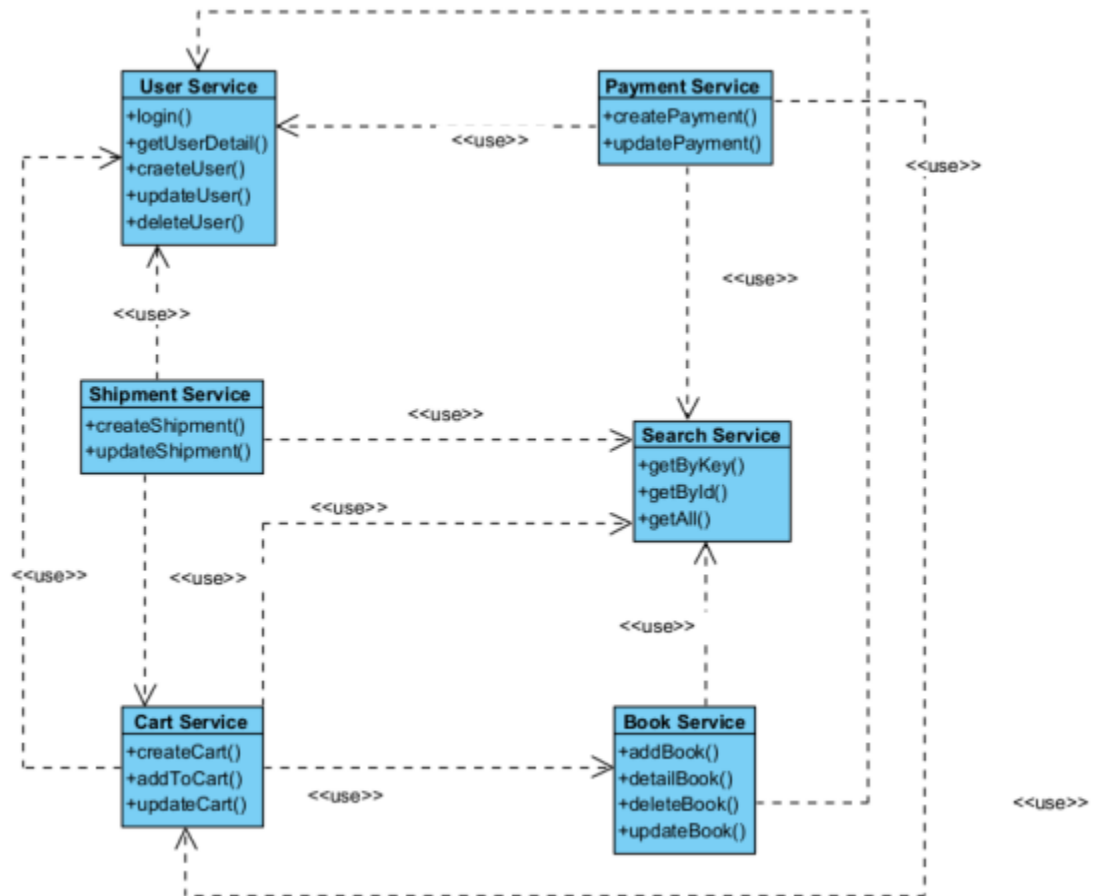 User Service
+login()
+getUserDetail()
+craeteUser()
+updateUser()
+deleteUser()
Payment Service
+createPayment()
+updatePayment()
<<use>>
<<use>>
<<use>>
<<use>>
Shipment Service
+createShipment()
+updateShipment()
<<use>>
Search Service
+getByKey()
+getById()
+getAll()
<<use>>
<<use>>
<<use>>
<<use>>
Cart Service
+createCart()
+addToCart()
+updateCart()
<<use>>
Book Service
+addBook()
+detailBook()
+deleteBook()
+updateBook()
<<use>>